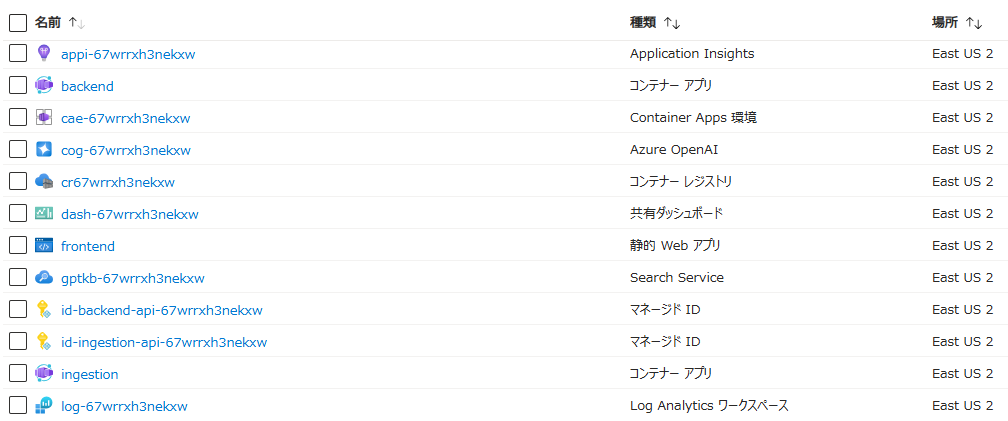 名前 ↑↓ 種類 ↑↓ 場所 ↑↓
appi-67wrrxh3nekxw Application Insights East US 2
backend コンテナー アプリ East US 2
cae-67wrrxh3nekxw Container Apps 環境 East US 2
cog-67wrrxh3nekxw Azure OpenAI East US 2
cr67wrrxh3nekxw コンテナー レジストリ East US 2
dash-67wrrxh3nekxw 共有ダッシュボード East US 2
frontend 静的 Web アプリ East US 2
gptkb-67wrrxh3nekxw Search Service East US 2
id-backend-api-67wrrxh3nekxw マネージド ID East US 2
id-ingestion-api-67wrrxh3nekxw マネージド ID East US 2
ingestion コンテナー アプリ East US 2
log-67wrrxh3nekxw Log Analytics ワークスペース East US 2